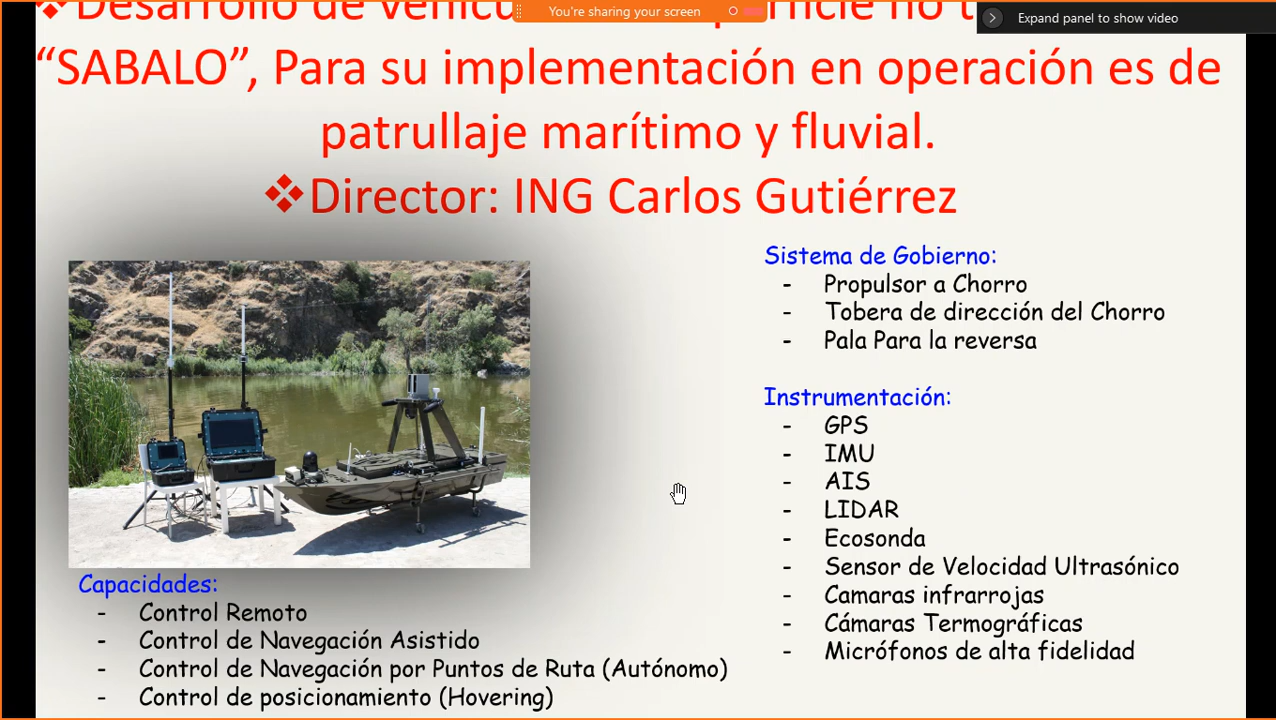 You're sharing your screen
Expand panel to show video
❖Desarrollo de
"SABALO", Para su implementación en operación es de
patrullaje marítimo y fluvial.
❖Director: ING Carlos Gutiérrez
Sistema de Gobierno:
- Propulsor a Chorro
- Tobera de dirección del Chorro
- Pala Para la reversa
Instrumentación:
- GPS
- IMU
- AIS
- LIDAR
- Ecosonda
- Sensor de Velocidad Ultrasónico
- Camaras infrarrojas
- Cámaras Termográficas
- Micrófonos de alta fidelidad
Capacidades:
- Control Remoto
- Control de Navegación Asistido
- Control de Navegación por Puntos de Ruta (Autónomo)
- Control de posicionamiento (Hovering)